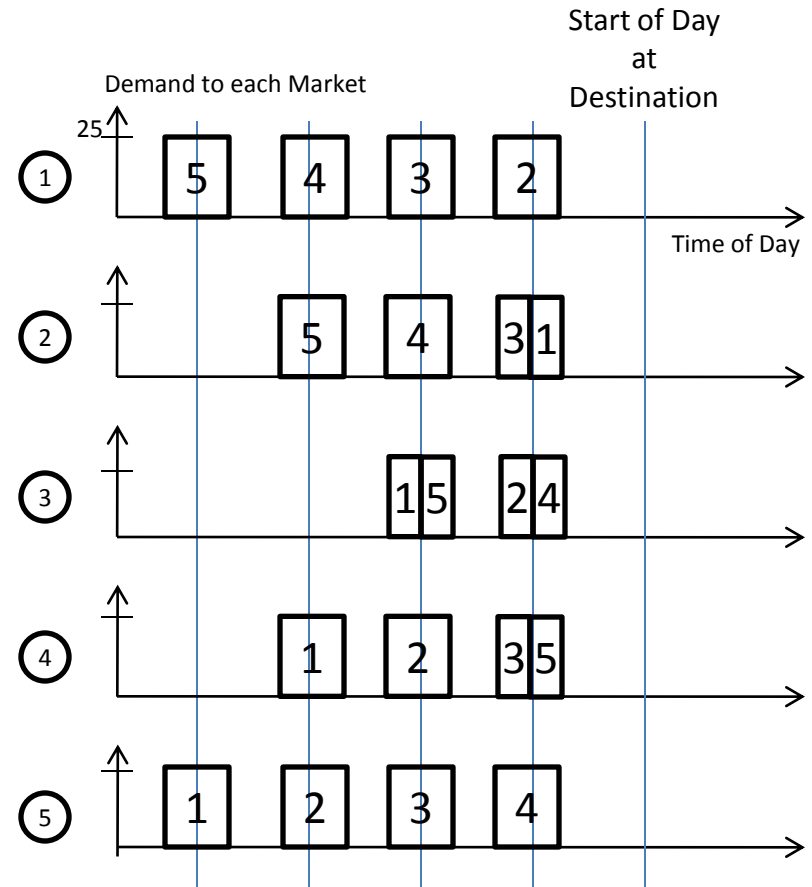 Start of Day
at
Destination
Demand to each Market
25
1
5 4 3 2
Time of Day
2
5 4 3 1
3
1 5 2 4
4
1 2 3 5
5
1 2 3 4